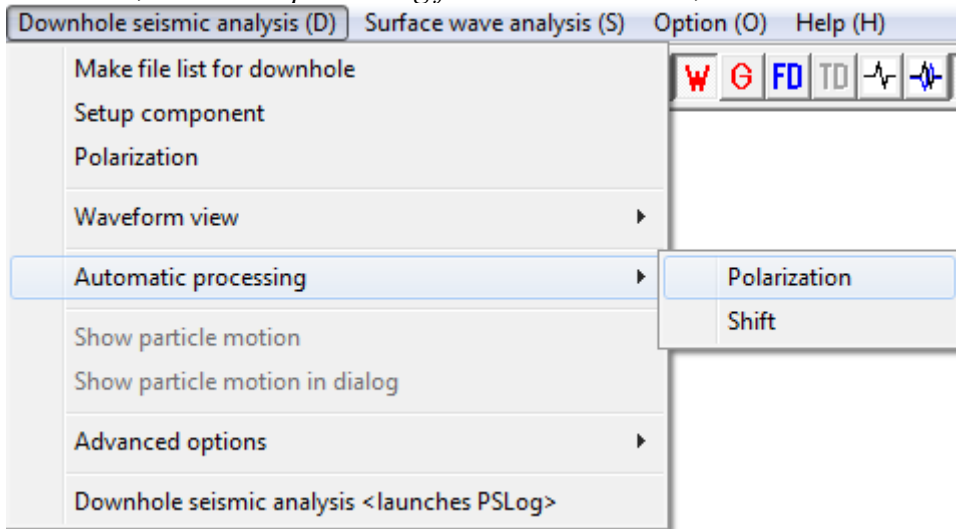 Downhole seismic analysis (D) Surface wave analysis (S) Option (O) Help (H)
W G FD TD
Make file list for downhole
Setup component
Polarization
Waveform view
Automatic processing
Polarization
Shift
Show particle motion
Show particle motion in dialog
Advanced options
Downhole seismic analysis <launches PSLog>